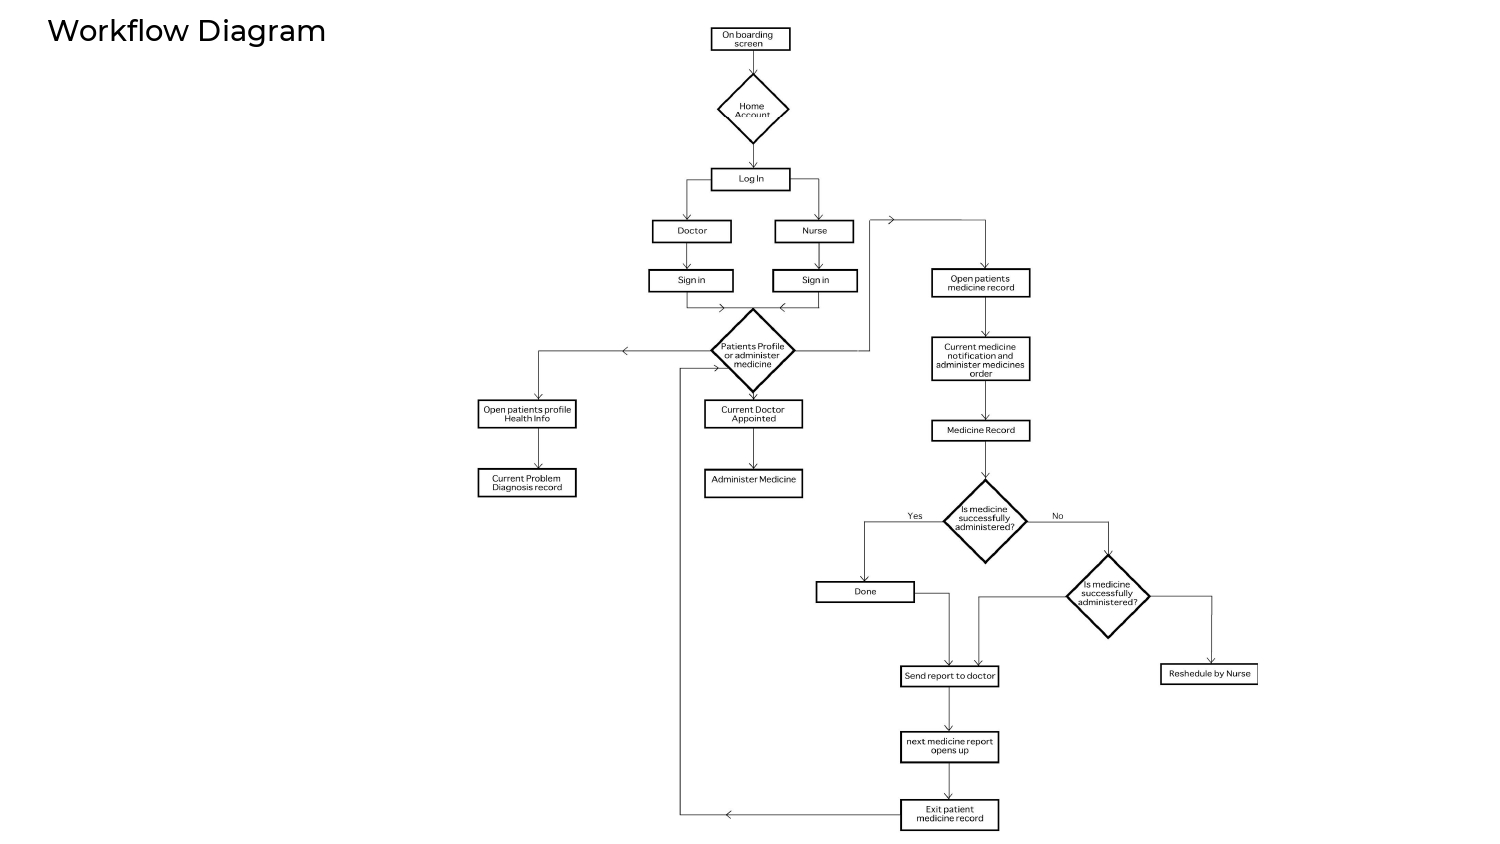 Workflow Diagram
On boarding
screen
Home
Account
Log In
Doctor
Nurse
Sign in
Sign in
Open patients
medicine record
Patients Profile
or administer
medicine
Current medicine
notification and
administer medicines
order
Open patients profile
Health Info
Current Doctor
Appointed
Medicine Record
Current Problem
Diagnosis record
Administer Medicine
Is medicine
successfully
administered?
Yes
No
Is medicine
successfully
administered?
Done
Send report to doctor
Reshedule by Nurse
next medicine report
opens up
Exit patient
medicine record